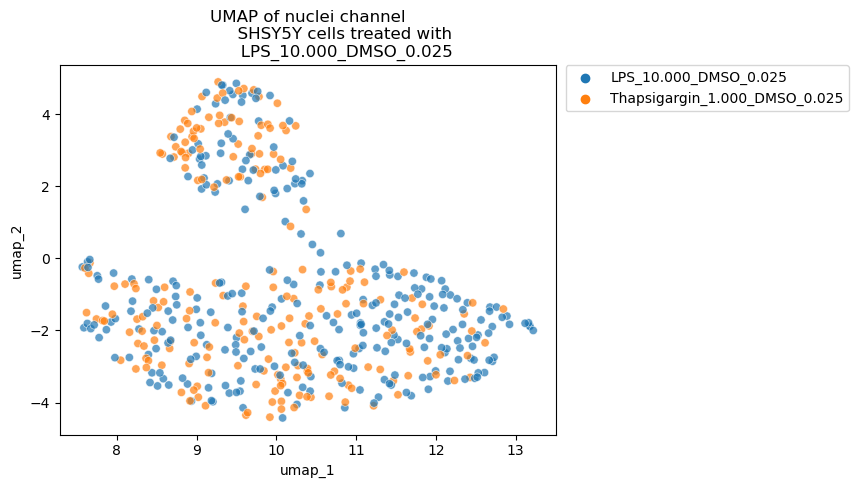 UMAP of nuclei channel
SHSY5Y cells treated with
LPS_10.000_DMSO_0.025
LPS_10.000_DMSO_0.025
Thapsigargin_1.000_DMSO_0.025
umap_2
4
2
0
−2
−4
8
9
10
11
12
13
umap_1